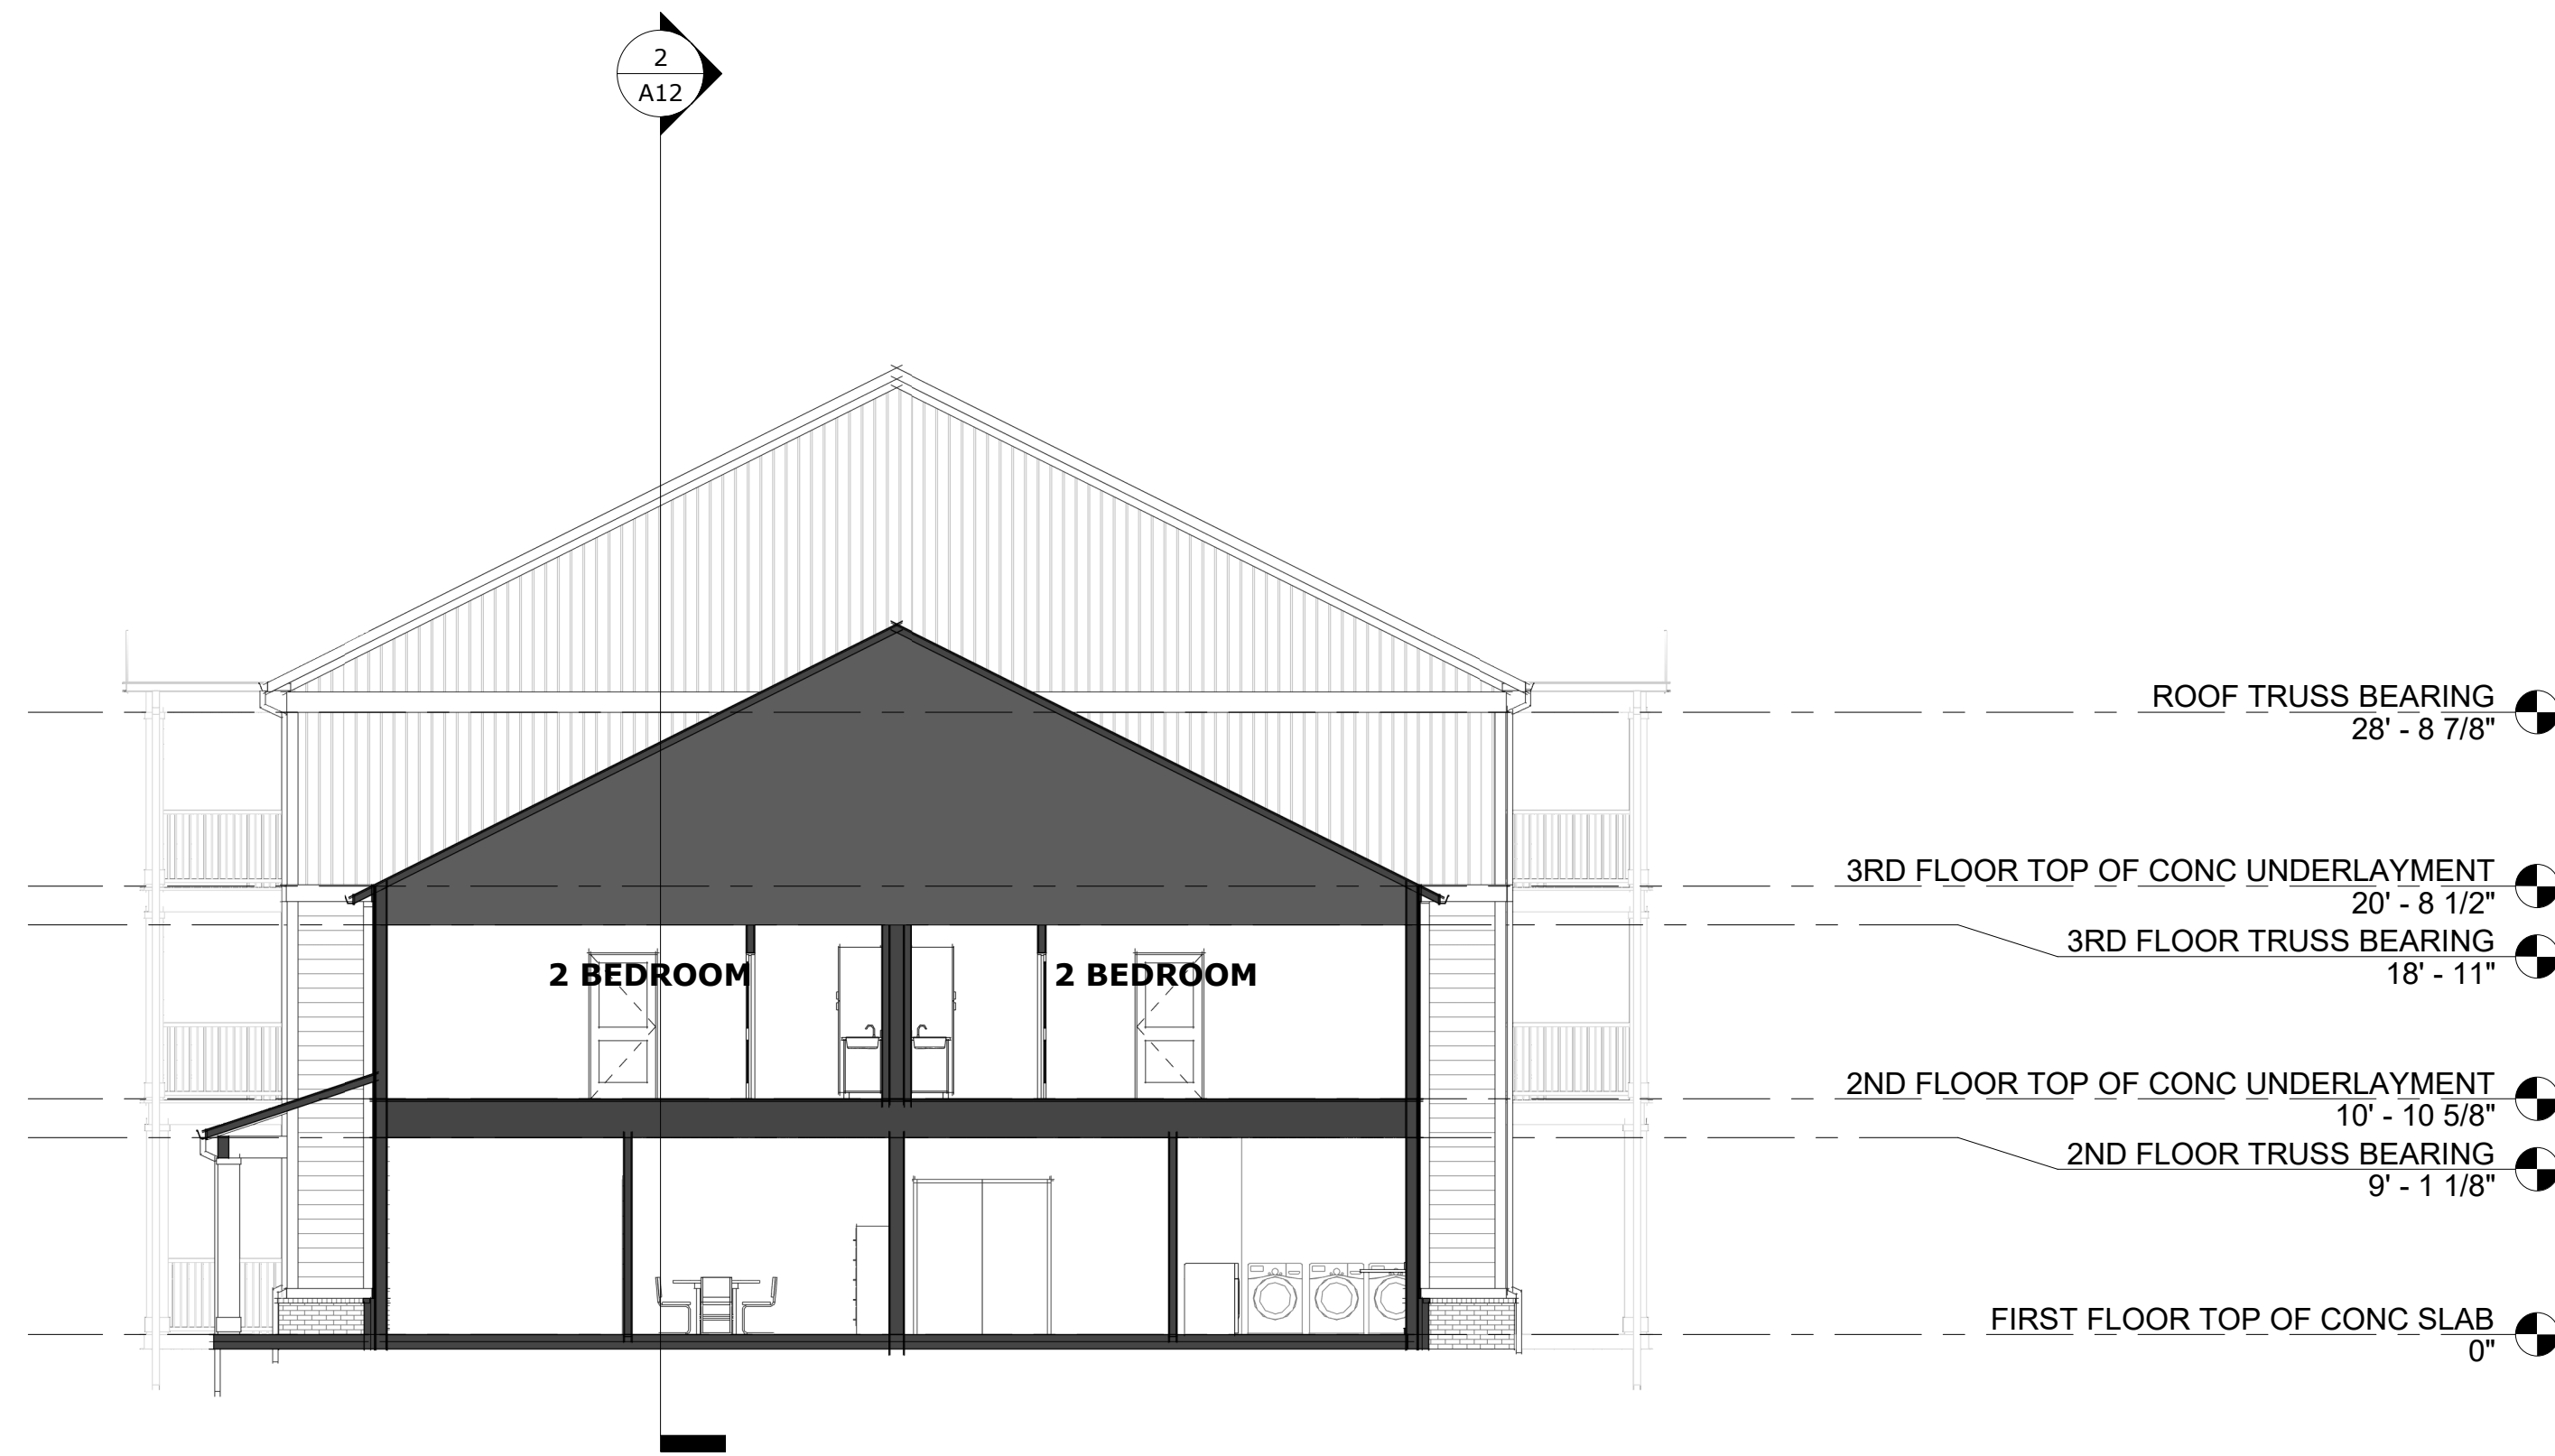 2
A12
ROOF TRUSS BEARING
28' - 8 7/8"
3RD FLOOR TOP OF CONC UNDERLAYMENT
20' - 8 1/2"
3RD FLOOR TRUSS BEARING
18' - 11"
2 BEDROOM
2 BEDROOM
2ND FLOOR TOP OF CONC UNDERLAYMENT
10' - 10 5/8"
2ND FLOOR TRUSS BEARING
9' - 1 1/8"
FIRST FLOOR TOP OF CONC SLAB
0"